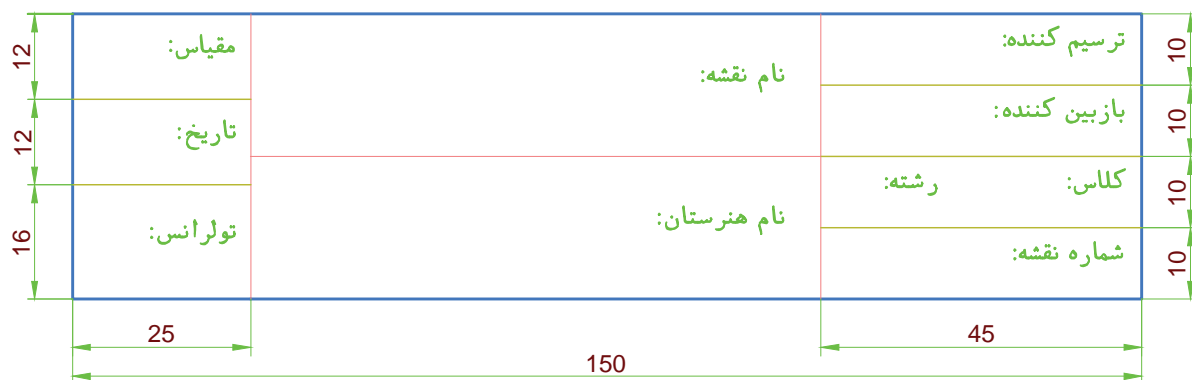 ترسیم کننده:
بازبین کننده:
کلاس: رشته:
شماره نقشه:
نام نقشه:
نام هنرستان:
مقیاس:
تاریخ:
تولرانس:
10
10
10
10
12
12
16
25
45
150